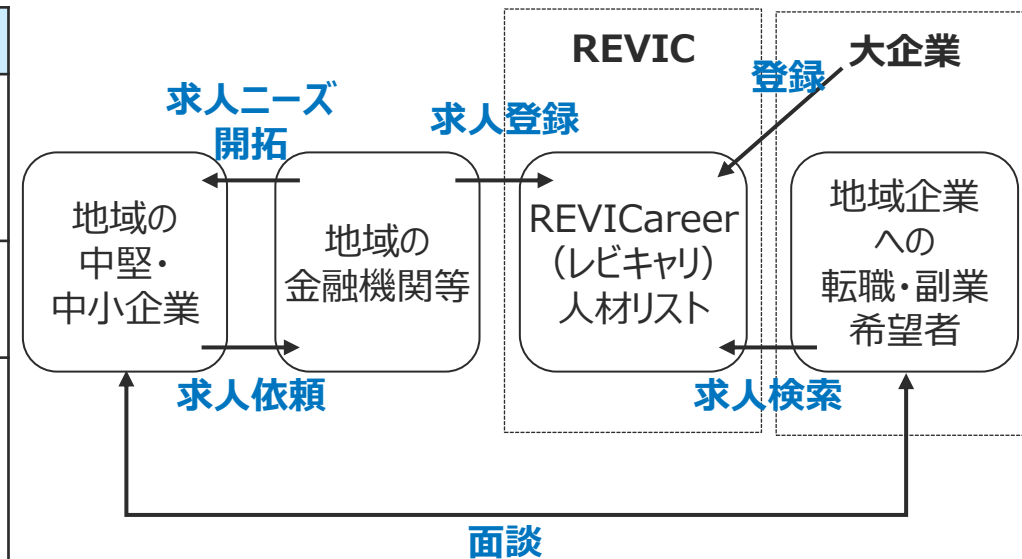 REVIC
大企業
登録
求人ニーズ
開拓
求人登録
地域の
中堅・
中小企業
地域の
金融機関等
REVICareer
（レビキャリ）
人材リスト
地域企業
への
転職・副業
希望者
求人依頼
求人検索
面談